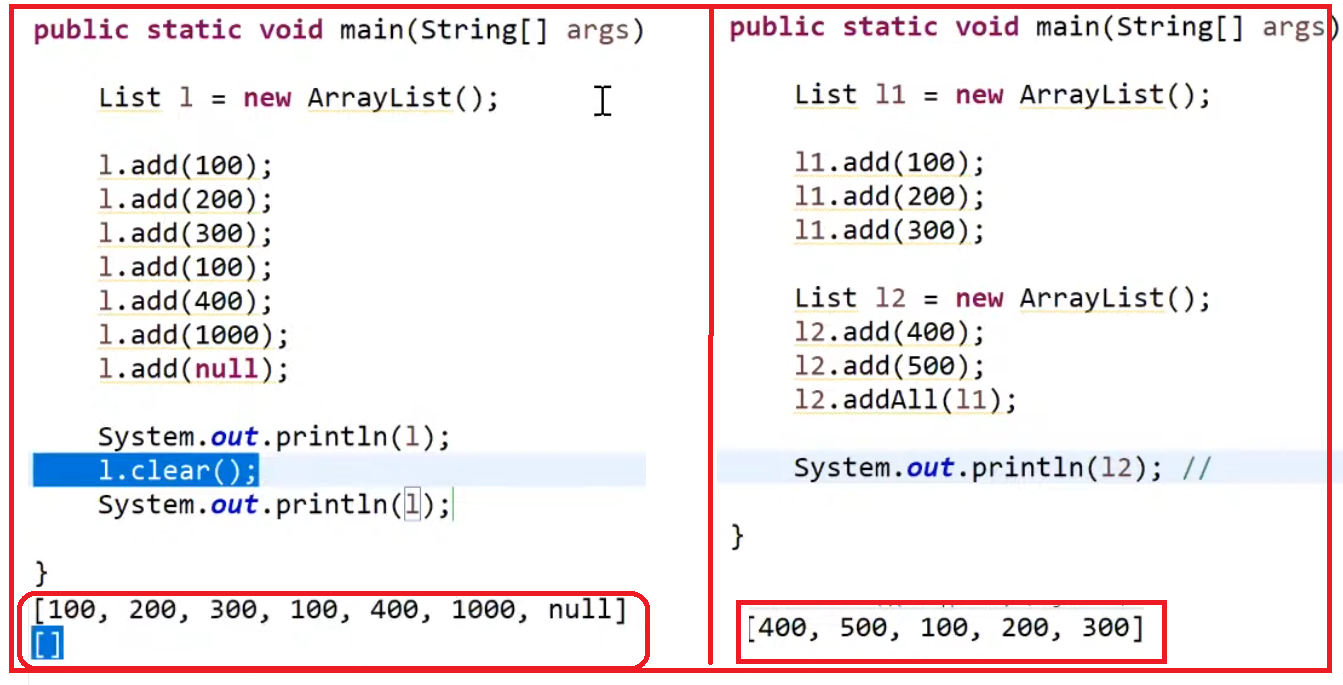 public static void main(String[] args)
List l = new ArrayList();
l.add(100);
l.add(200);
l.add(300);
l.add(100);
l.add(400);
l.add(1000);
l.add(null);
System.out.println(l);
l.clear();
System.out.println(l);
}
[100, 200, 300, 100, 400, 1000, null]
[]
public static void main(String[] args)
List l1 = new ArrayList();
l1.add(100);
l1.add(200);
l1.add(300);
List l2 = new ArrayList();
l2.add(400);
l2.add(500);
l2.addAll(l1);
System.out.println(l2); //
}
[400, 500, 100, 200, 300]